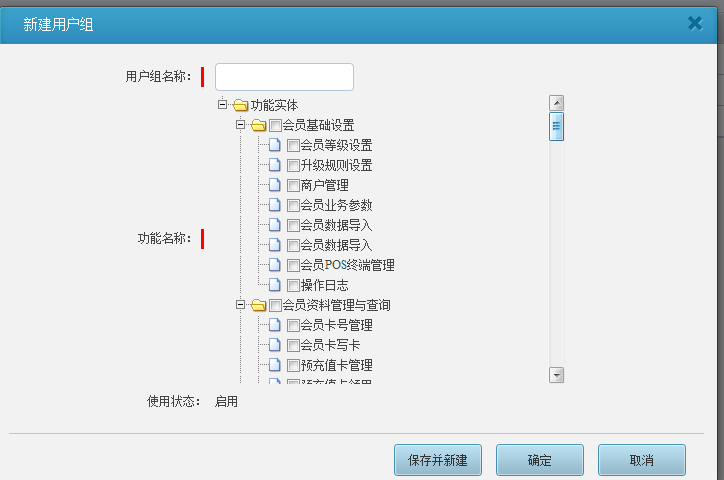 新建用户组
用户组名称：
功能实体
会员基础设置
会员等级设置
升级规则设置
商户管理
会员业务参数
会员数据导入
功能名称：
会员数据导入
会员POS终端管理
操作日志
会员资料管理与查询
会员卡号管理
会员卡写卡
预充值卡管理
使用状态： 启用
保存并新建 确定 取消